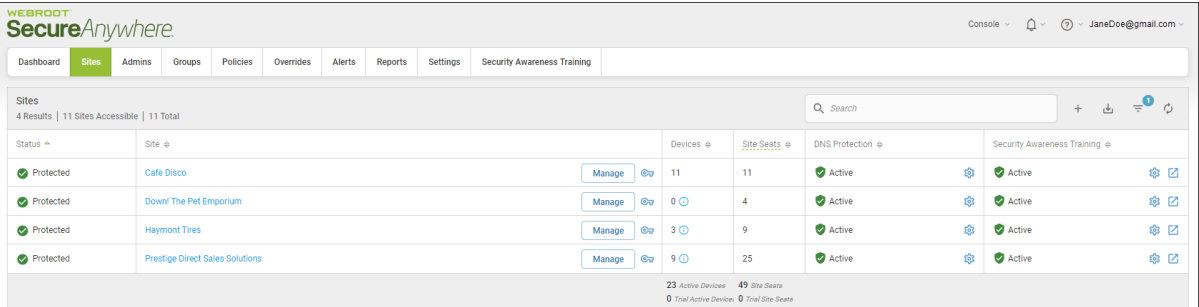 WEBROOT
SecureAnywhere.
Console
? JaneDoe@gmail.com
Dashboard Sites Admins Groups Policies Overrides Alerts Reports Settings Security Awareness Training
Sites
4 Results | 11 Sites Accessible | 11 Total
Search
1
Status Site Devices Site Seats DNS Protection Security Awareness Training
Protected Cafe Disco Manage 11 11 Active Active
Protected Down! The Pet Emporium Manage 0 4 Active Active
Protected Haymont Tires Manage 3 9 Active Active
Protected Prestige Direct Sales Solutions Manage 9 25 Active Active
23 Active Devices 49 Site Seats
0 Trial Active Devices 0 Trial Site Seats